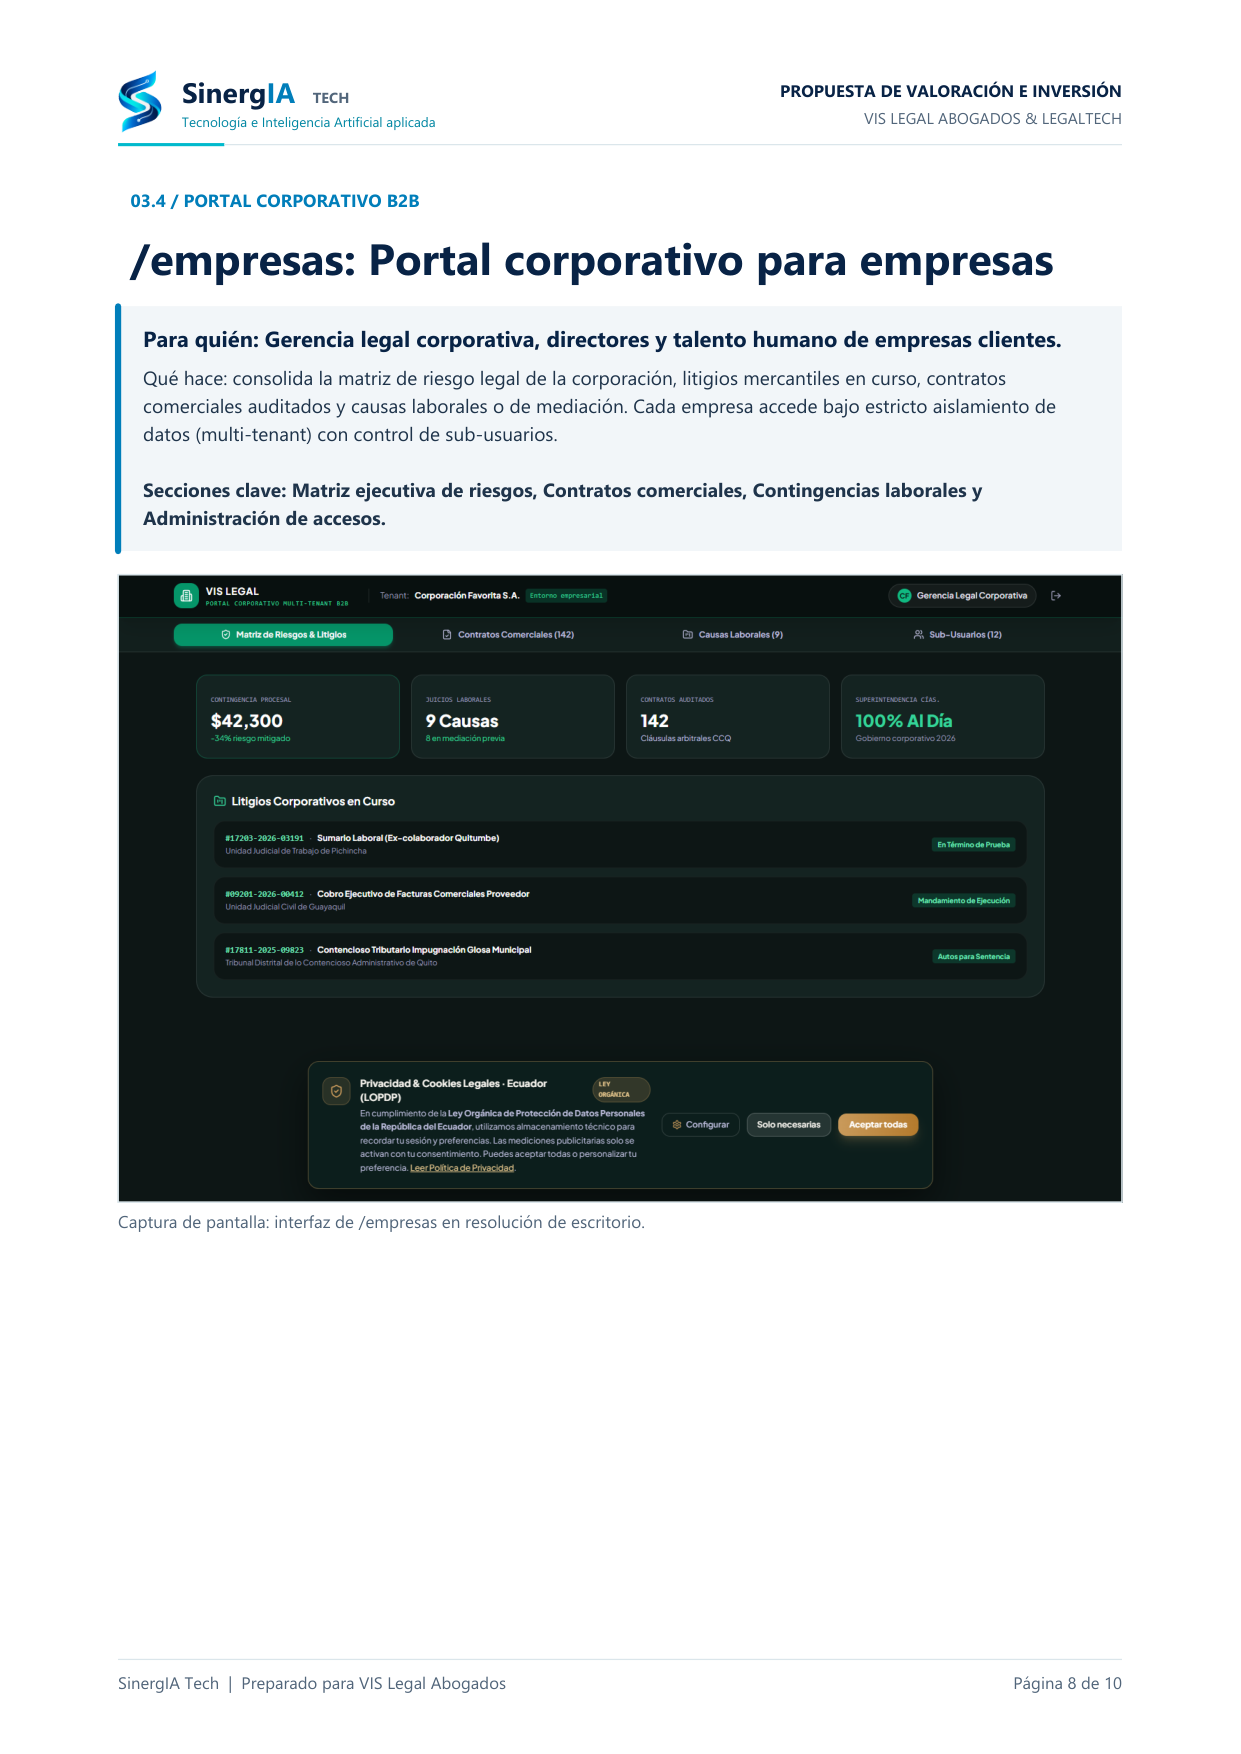 SinergIA TECH
Tecnología e Inteligencia Artificial aplicada
PROPUESTA DE VALORACIÓN E INVERSIÓN
VIS LEGAL ABOGADOS & LEGALTECH
03.4 / PORTAL CORPORATIVO B2B
/empresas: Portal corporativo para empresas
Para quién: Gerencia legal corporativa, directores y talento humano de empresas clientes.
Qué hace: consolida la matriz de riesgo legal de la corporación, litigios mercantiles en curso, contratos
comerciales auditados y causas laborales o de mediación. Cada empresa accede bajo estricto aislamiento de
datos (multi-tenant) con control de sub-usuarios.
Secciones clave: Matriz ejecutiva de riesgos, Contratos comerciales, Contingencias laborales y
Administración de accesos.
VIS LEGAL
PORTAL CORPORATIVO MULTI-TENANT B2B
Tenant: Corporación Favorita S.A. Entorno empresarial
CF Gerencia Legal Corporativa
Matriz de Riesgos & Litigios
Contratos Comerciales (142)
Causas Laborales (9)
Sub-Usuarios (12)
CONTINGENCIA PROCESAL
$42,300
-34% riesgo mitigado
JUICIOS LABORALES
9 Causas
8 en mediación previa
CONTRATOS AUDITADOS
142
Cláusulas arbitrales CCQ
SUPERINTENDENCIA CÍAS.
100% Al Día
Gobierno corporativo 2026
Litigios Corporativos en Curso
#17203-2026-03191 · Sumario Laboral (Ex-colaborador Quitumbe)
Unidad Judicial de Trabajo de Pichincha
En Término de Prueba
#09201-2026-00412 · Cobro Ejecutivo de Facturas Comerciales Proveedor
Unidad Judicial Civil de Guayaquil
Mandamiento de Ejecución
#17811-2025-09823 · Contencioso Tributario Impugnación Glosa Municipal
Tribunal Distrital de lo Contencioso Administrativo de Quito
Autos para Sentencia
Privacidad & Cookies Legales · Ecuador
(LOPDP)
LEY
ORGÁNICA
En cumplimiento de la Ley Orgánica de Protección de Datos Personales
de la República del Ecuador, utilizamos almacenamiento técnico para
recordar tu sesión y preferencias. Las mediciones publicitarias solo se
activan con tu consentimiento. Puedes aceptar todas o personalizar tu
preferencia. Leer Política de Privacidad.
Configurar
Solo necesarias
Aceptar todas
Captura de pantalla: interfaz de /empresas en resolución de escritorio.
SinergIA Tech | Preparado para VIS Legal Abogados
Página 8 de 10